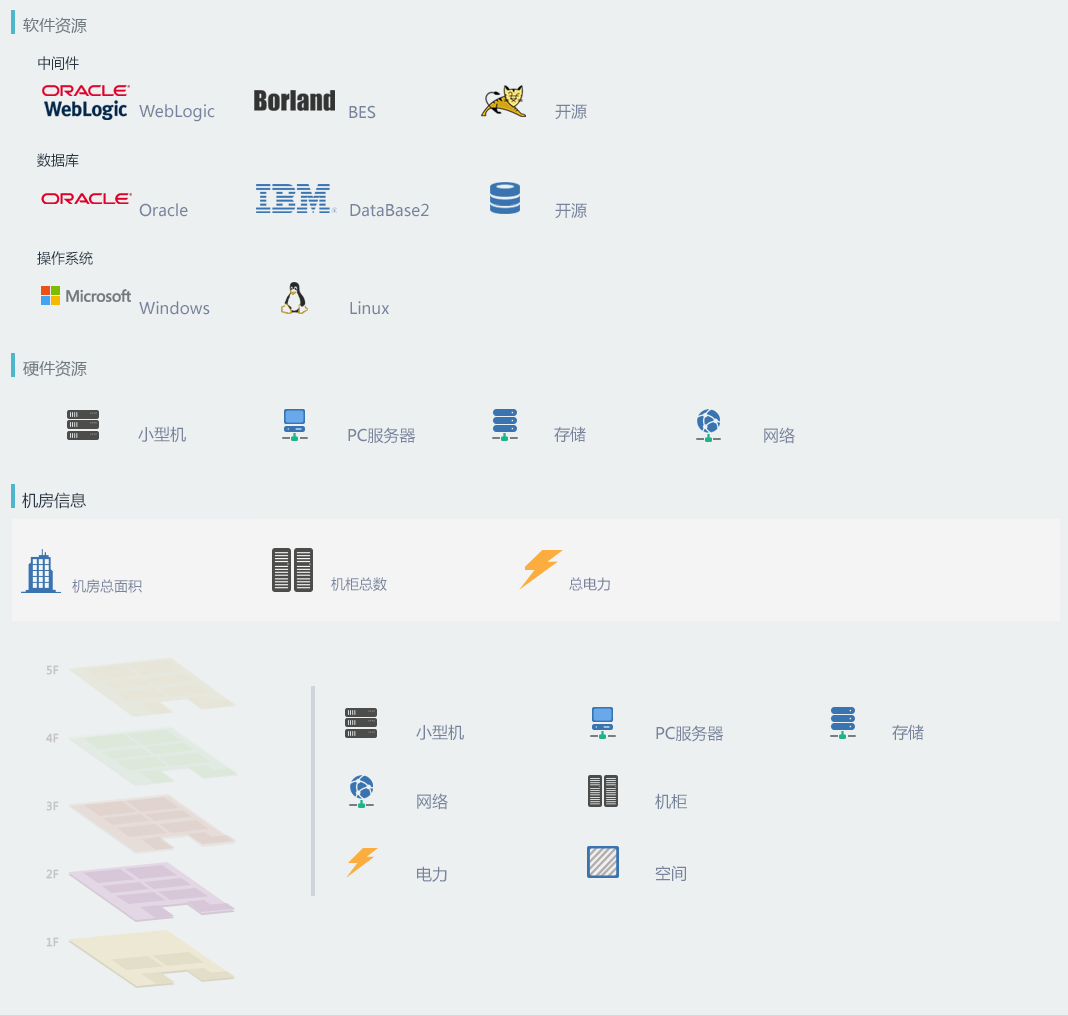 软件资源
中间件
ORACLE WebLogic WebLogic Borland BES 开源
数据库
ORACLE Oracle IBM DataBase2 开源
操作系统
Microsoft Windows Linux
硬件资源
小型机 PC服务器 存储 网络
机房信息
机房总面积 机柜总数 总电力
5F
小型机 PC服务器 存储
4F
网络 机柜
3F
电力 空间
2F
1F